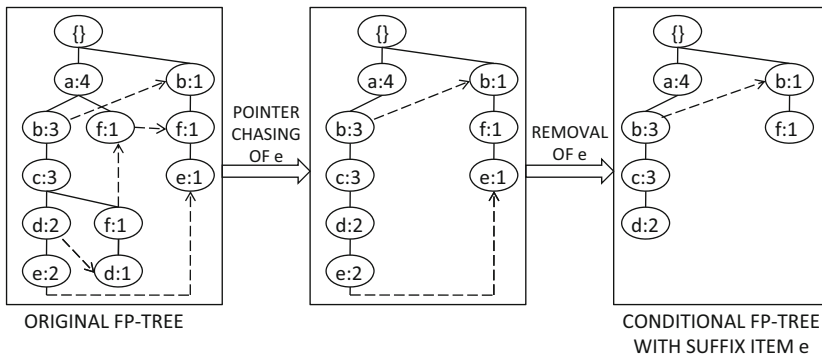 {}
a:4
b:1
b:3
f:1
f:1
c:3
e:1
d:2
f:1
e:2
d:1
ORIGINAL FP-TREE
POINTER
CHASING
OF e
{}
a:4
b:1
b:3
f:1
c:3
e:1
d:2
e:2
REMOVAL
OF e
{}
a:4
b:1
b:3
f:1
c:3
d:2
CONDITIONAL FP-TREE
WITH SUFFIX ITEM e